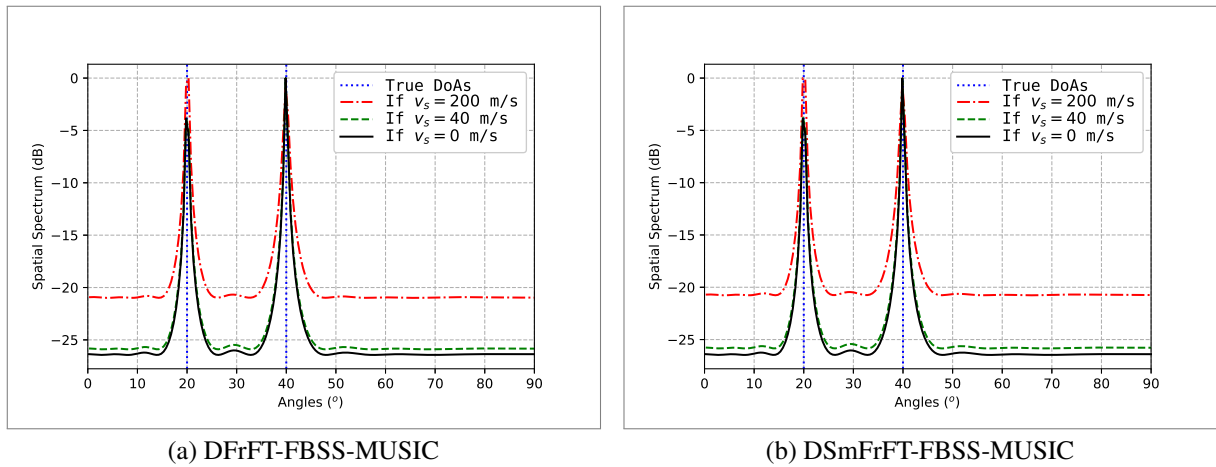 0
−5
−10
−15
−20
−25
Spatial Spectrum (dB)
True DoAs
If v_s = 200 m/s
If v_s = 40 m/s
If v_s = 0 m/s
0 10 20 30 40 50 60 70 80 90
Angles (°)
(a) DFrFT-FBSS-MUSIC
0
−5
−10
−15
−20
−25
Spatial Spectrum (dB)
True DoAs
If v_s = 200 m/s
If v_s = 40 m/s
If v_s = 0 m/s
0 10 20 30 40 50 60 70 80 90
Angles (°)
(b) DSmFrFT-FBSS-MUSIC